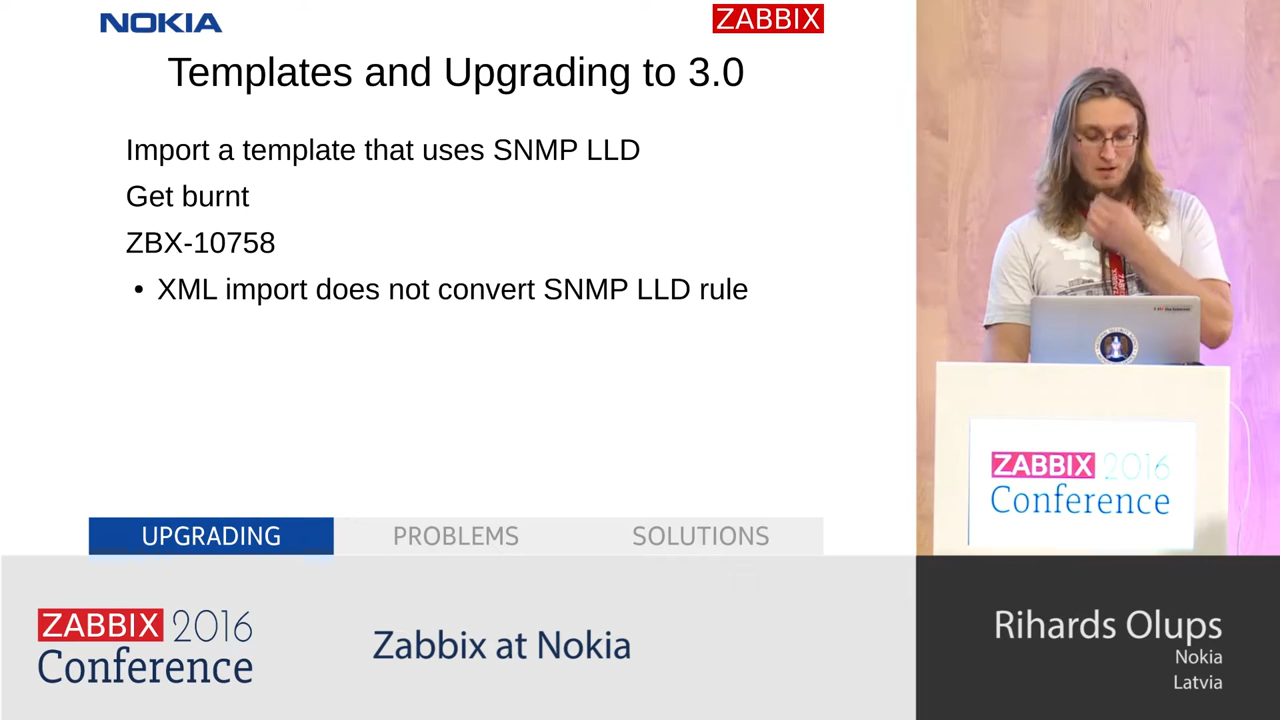 NOKIA
ZABBIX
Templates and Upgrading to 3.0
Import a template that uses SNMP LLD
Get burnt
ZBX-10758
• XML import does not convert SNMP LLD rule
UPGRADING
PROBLEMS
SOLUTIONS
ZABBIX 2016
Conference
ZABBIX 2016
Conference
Zabbix at Nokia
Rihards Olups
Nokia
Latvia